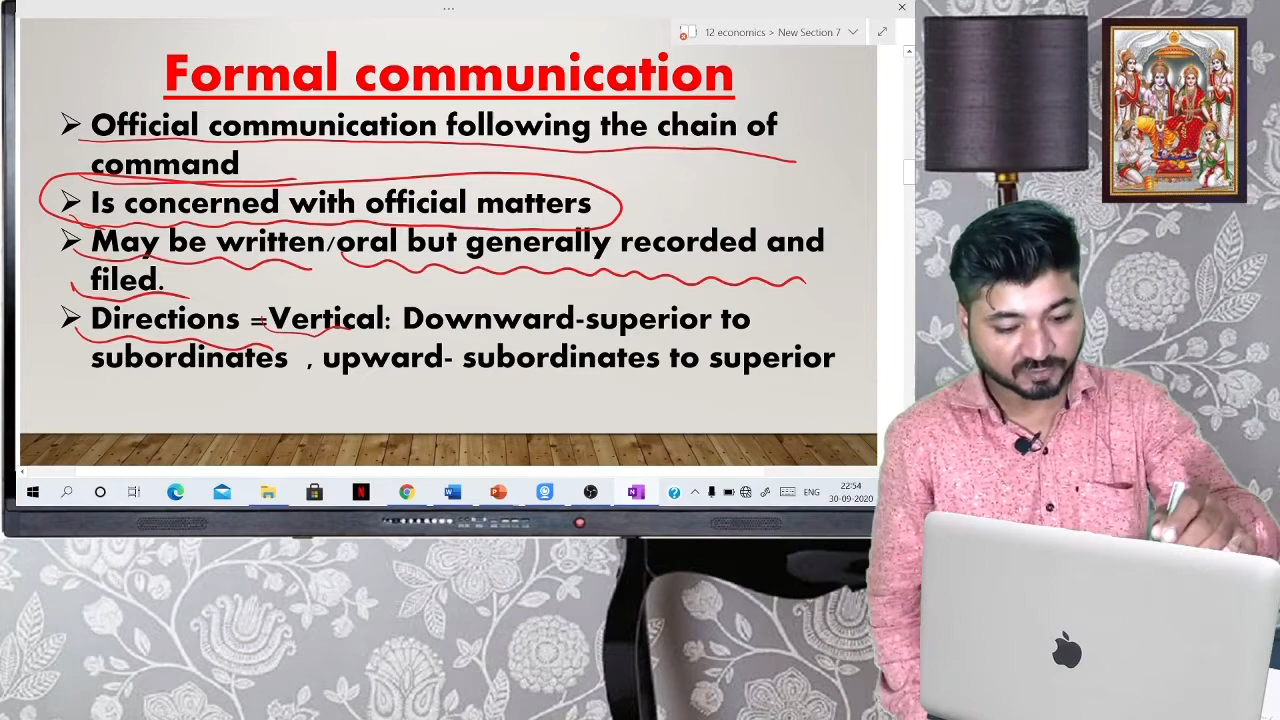 12 economics > New Section 7
Formal communication
Official communication following the chain of
command
Is concerned with official matters
May be written/oral but generally recorded and
filed.
Directions =Vertical: Downward-superior to
subordinates , upward- subordinates to superior
ENG
22:54
30-09-2020